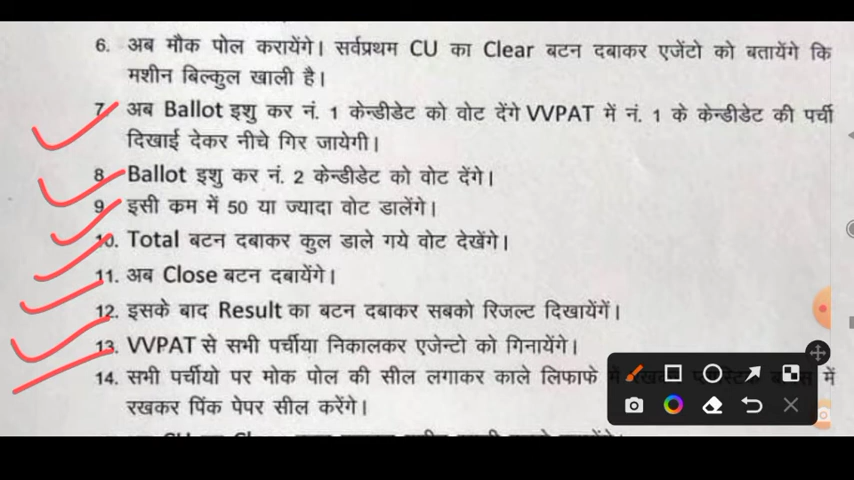 6. अब मौक पोल करायेंगे। सर्वप्रथम CU का Clear बटन दबाकर एजेंटो को बतायेंगे कि
मशीन बिल्कुल खाली है।
7. अब Ballot इशु कर नं. 1 केन्डीडेट को वोट देंगे VVPAT में नं. 1 के केन्डीडेट की पर्ची
दिखाई देकर नीचे गिर जायेगी।
8. Ballot इशु कर नं. 2 केन्डीडेट को वोट देंगे।
9. इसी कम में 50 या ज्यादा वोट डालेंगे।
10. Total बटन दबाकर कुल डाले गये वोट देखेंगे।
11. अब Close बटन दबायेंगे।
12. इसके बाद Result का बटन दबाकर सबको रिजल्ट दिखायेंगें।
13. VVPAT से सभी पर्चीया निकालकर एजेन्टो को गिनायेंगे।
14. सभी पर्चीयो पर मोक पोल की सील लगाकर काले लिफाफे में
रखकर पिंक पेपर सील करेंगे।